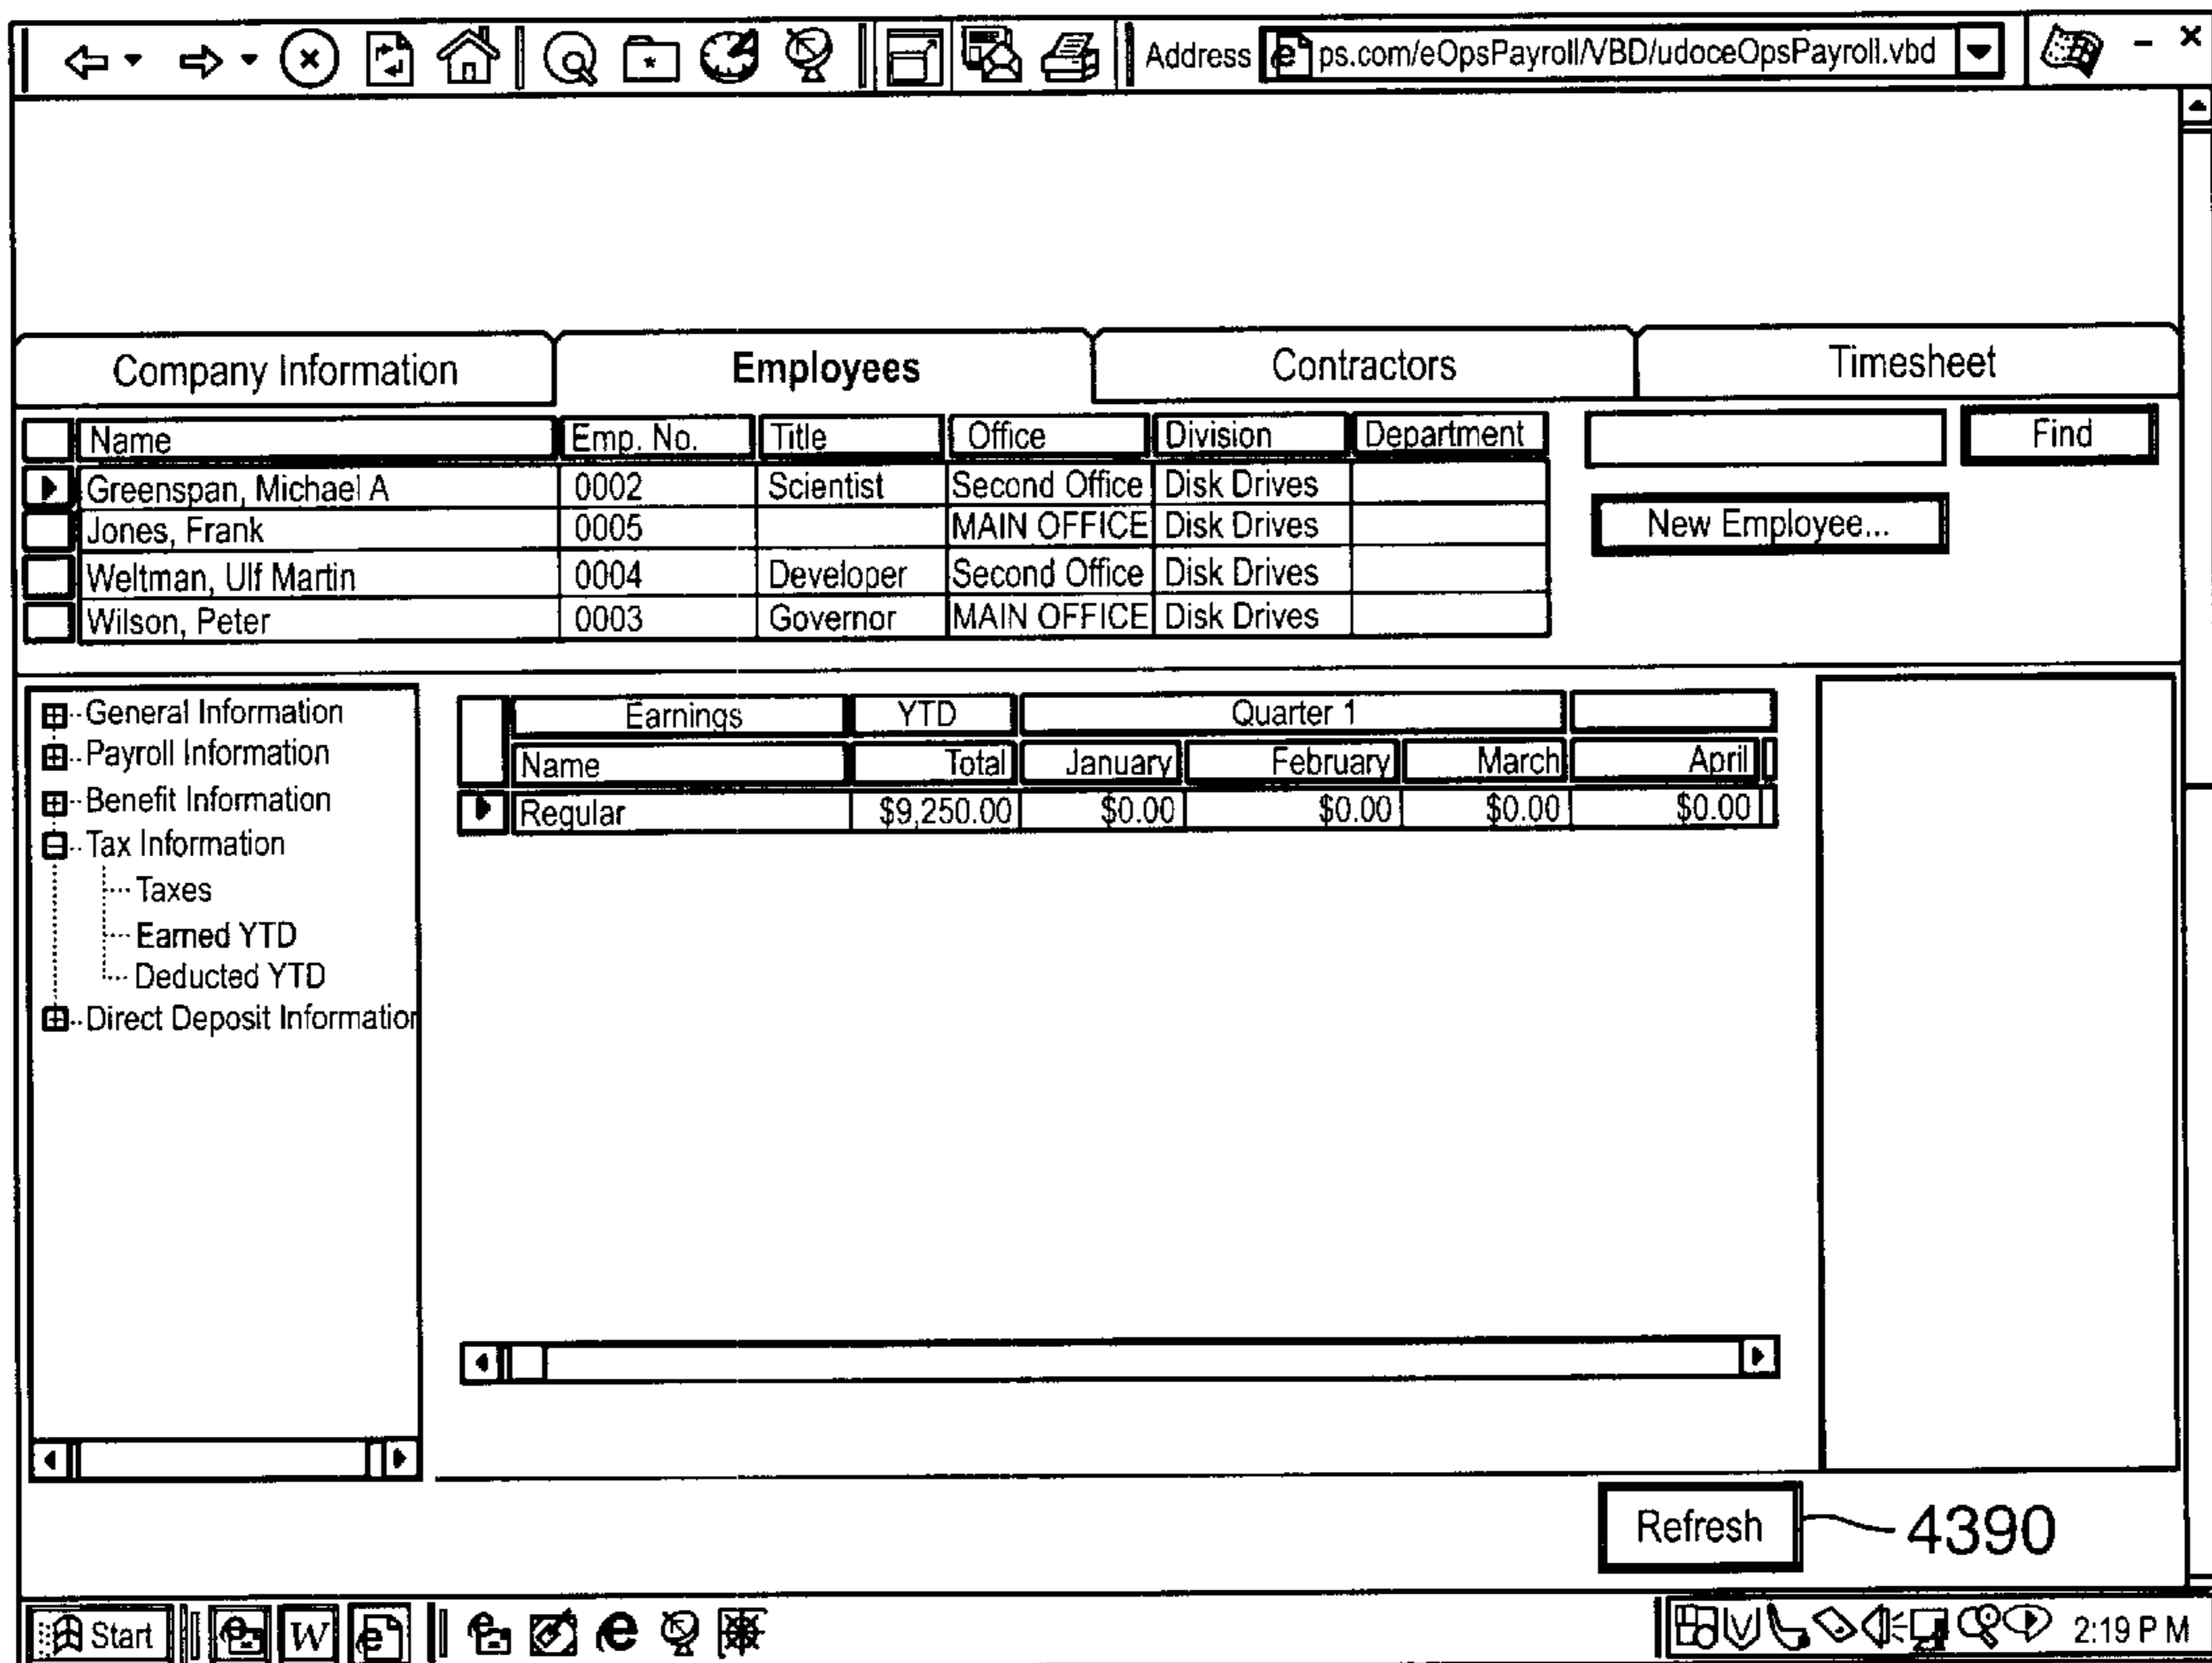 Address ps.com/eOpsPayroll/VBD/udoceOpsPayroll.vbd
Company Information Employees Contractors Timesheet
Name Emp. No. Title Office Division Department Find
Greenspan, Michael A 0002 Scientist Second Office Disk Drives
Jones, Frank 0005 MAIN OFFICE Disk Drives
New Employee...
Weltman, Ulf Martin 0004 Developer Second Office Disk Drives
Wilson, Peter 0003 Governor MAIN OFFICE Disk Drives
General Information
Payroll Information
Benefit Information
Tax Information
Taxes
Earned YTD
Deducted YTD
Direct Deposit Information
Earnings YTD Quarter 1
Name Total January February March April
Regular $9,250.00 $0.00 $0.00 $0.00 $0.00
Refresh 4390
Start W 2:19 P M